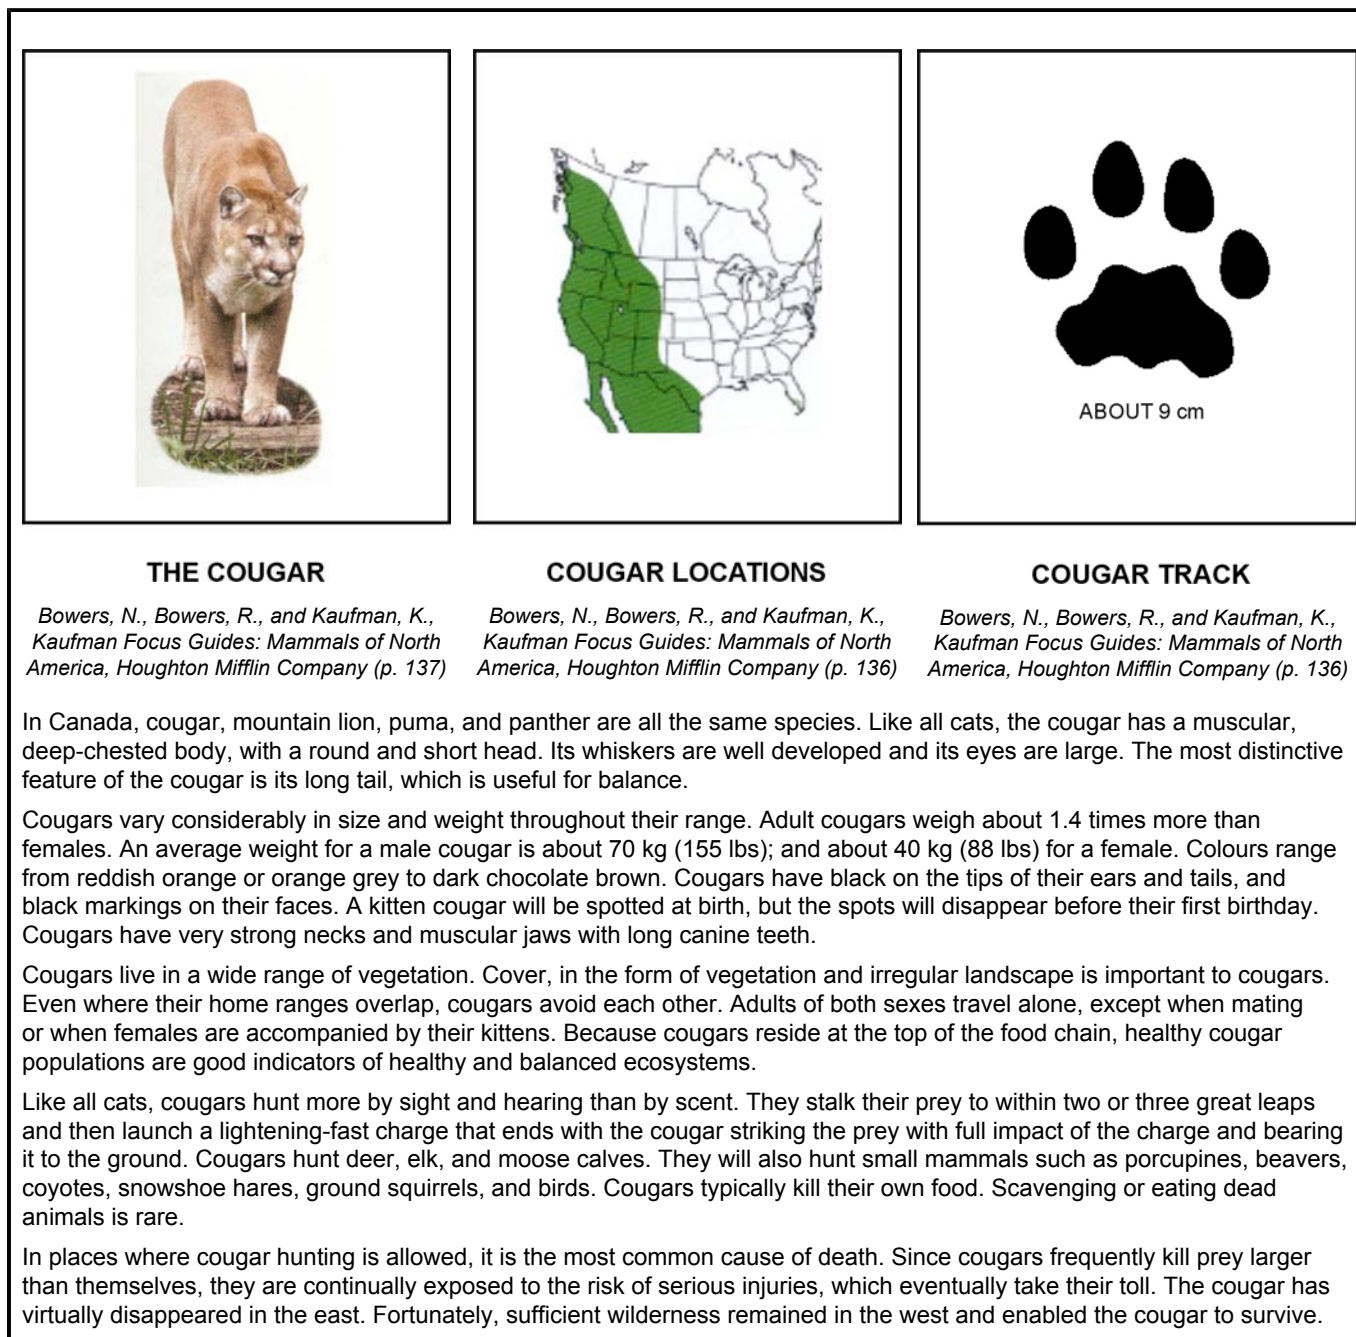 ABOUT 9 cm
THE COUGAR
Bowers, N., Bowers, R., and Kaufman, K.,
Kaufman Focus Guides: Mammals of North
America, Houghton Mifflin Company (p. 137)
COUGAR LOCATIONS
Bowers, N., Bowers, R., and Kaufman, K.,
Kaufman Focus Guides: Mammals of North
America, Houghton Mifflin Company (p. 136)
COUGAR TRACK
Bowers, N., Bowers, R., and Kaufman, K.,
Kaufman Focus Guides: Mammals of North
America, Houghton Mifflin Company (p. 136)
In Canada, cougar, mountain lion, puma, and panther are all the same species. Like all cats, the cougar has a muscular,
deep-chested body, with a round and short head. Its whiskers are well developed and its eyes are large. The most distinctive
feature of the cougar is its long tail, which is useful for balance.
Cougars vary considerably in size and weight throughout their range. Adult cougars weigh about 1.4 times more than
females. An average weight for a male cougar is about 70 kg (155 lbs); and about 40 kg (88 lbs) for a female. Colours range
from reddish orange or orange grey to dark chocolate brown. Cougars have black on the tips of their ears and tails, and
black markings on their faces. A kitten cougar will be spotted at birth, but the spots will disappear before their first birthday.
Cougars have very strong necks and muscular jaws with long canine teeth.
Cougars live in a wide range of vegetation. Cover, in the form of vegetation and irregular landscape is important to cougars.
Even where their home ranges overlap, cougars avoid each other. Adults of both sexes travel alone, except when mating
or when females are accompanied by their kittens. Because cougars reside at the top of the food chain, healthy cougar
populations are good indicators of healthy and balanced ecosystems.
Like all cats, cougars hunt more by sight and hearing than by scent. They stalk their prey to within two or three great leaps
and then launch a lightening-fast charge that ends with the cougar striking the prey with full impact of the charge and bearing
it to the ground. Cougars hunt deer, elk, and moose calves. They will also hunt small mammals such as porcupines, beavers,
coyotes, snowshoe hares, ground squirrels, and birds. Cougars typically kill their own food. Scavenging or eating dead
animals is rare.
In places where cougar hunting is allowed, it is the most common cause of death. Since cougars frequently kill prey larger
than themselves, they are continually exposed to the risk of serious injuries, which eventually take their toll. The cougar has
virtually disappeared in the east. Fortunately, sufficient wilderness remained in the west and enabled the cougar to survive.